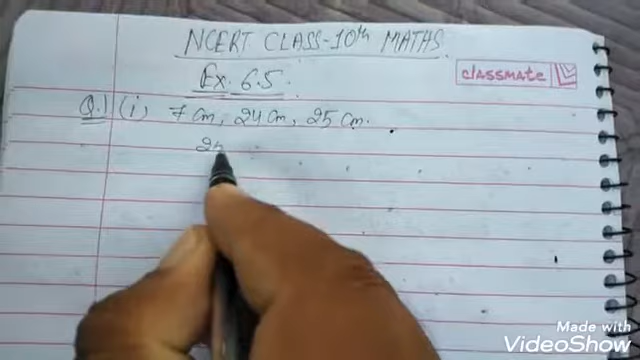 NCERT CLASS-10th MATHS
Ex. 6.5.
classmate
Q.1 (i) 7 cm, 24 cm, 25 cm.
Made with
VideoShow